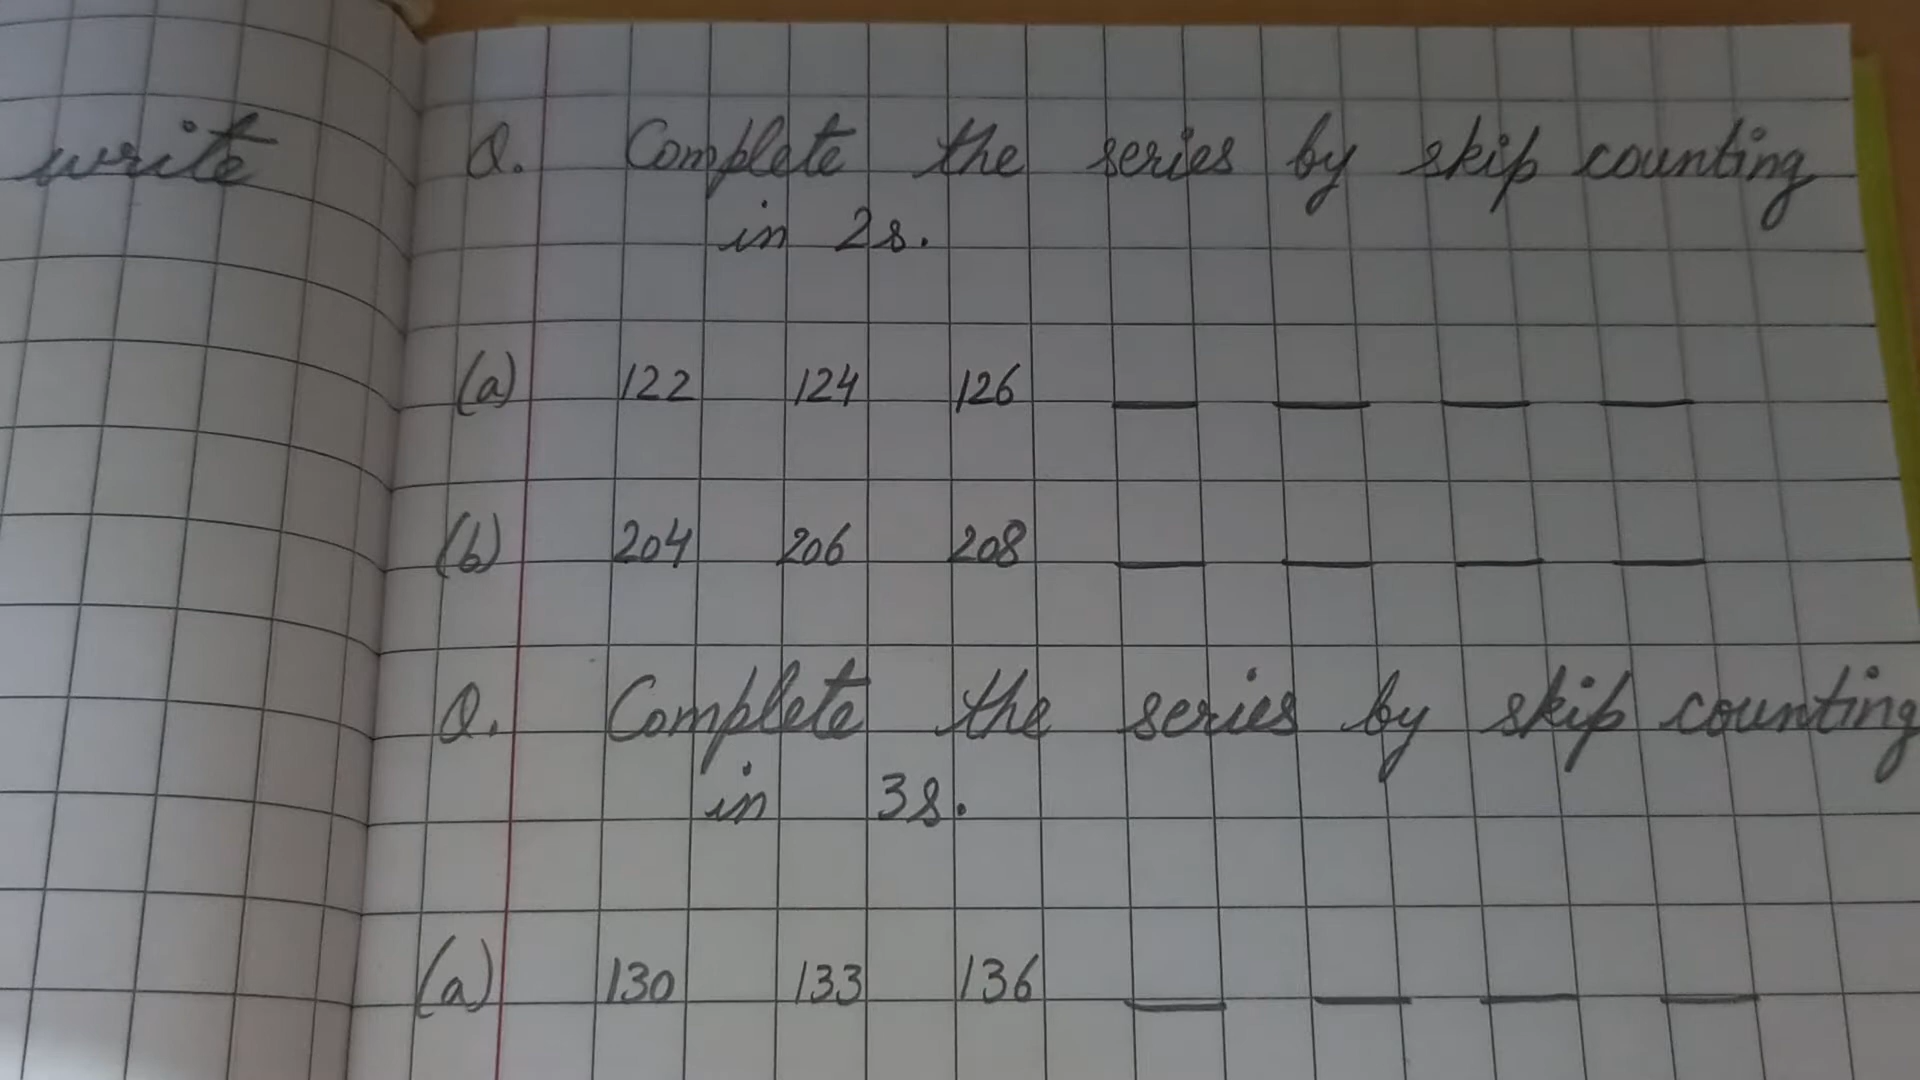 write
Q. Complete the series by skip counting
in 2s.
(a) 122 124 126 __ __ __ __
(b) 204 206 208 __ __ __ __
Q. Complete the series by skip counting
in 3s.
(a) 130 133 136 __ __ __ __